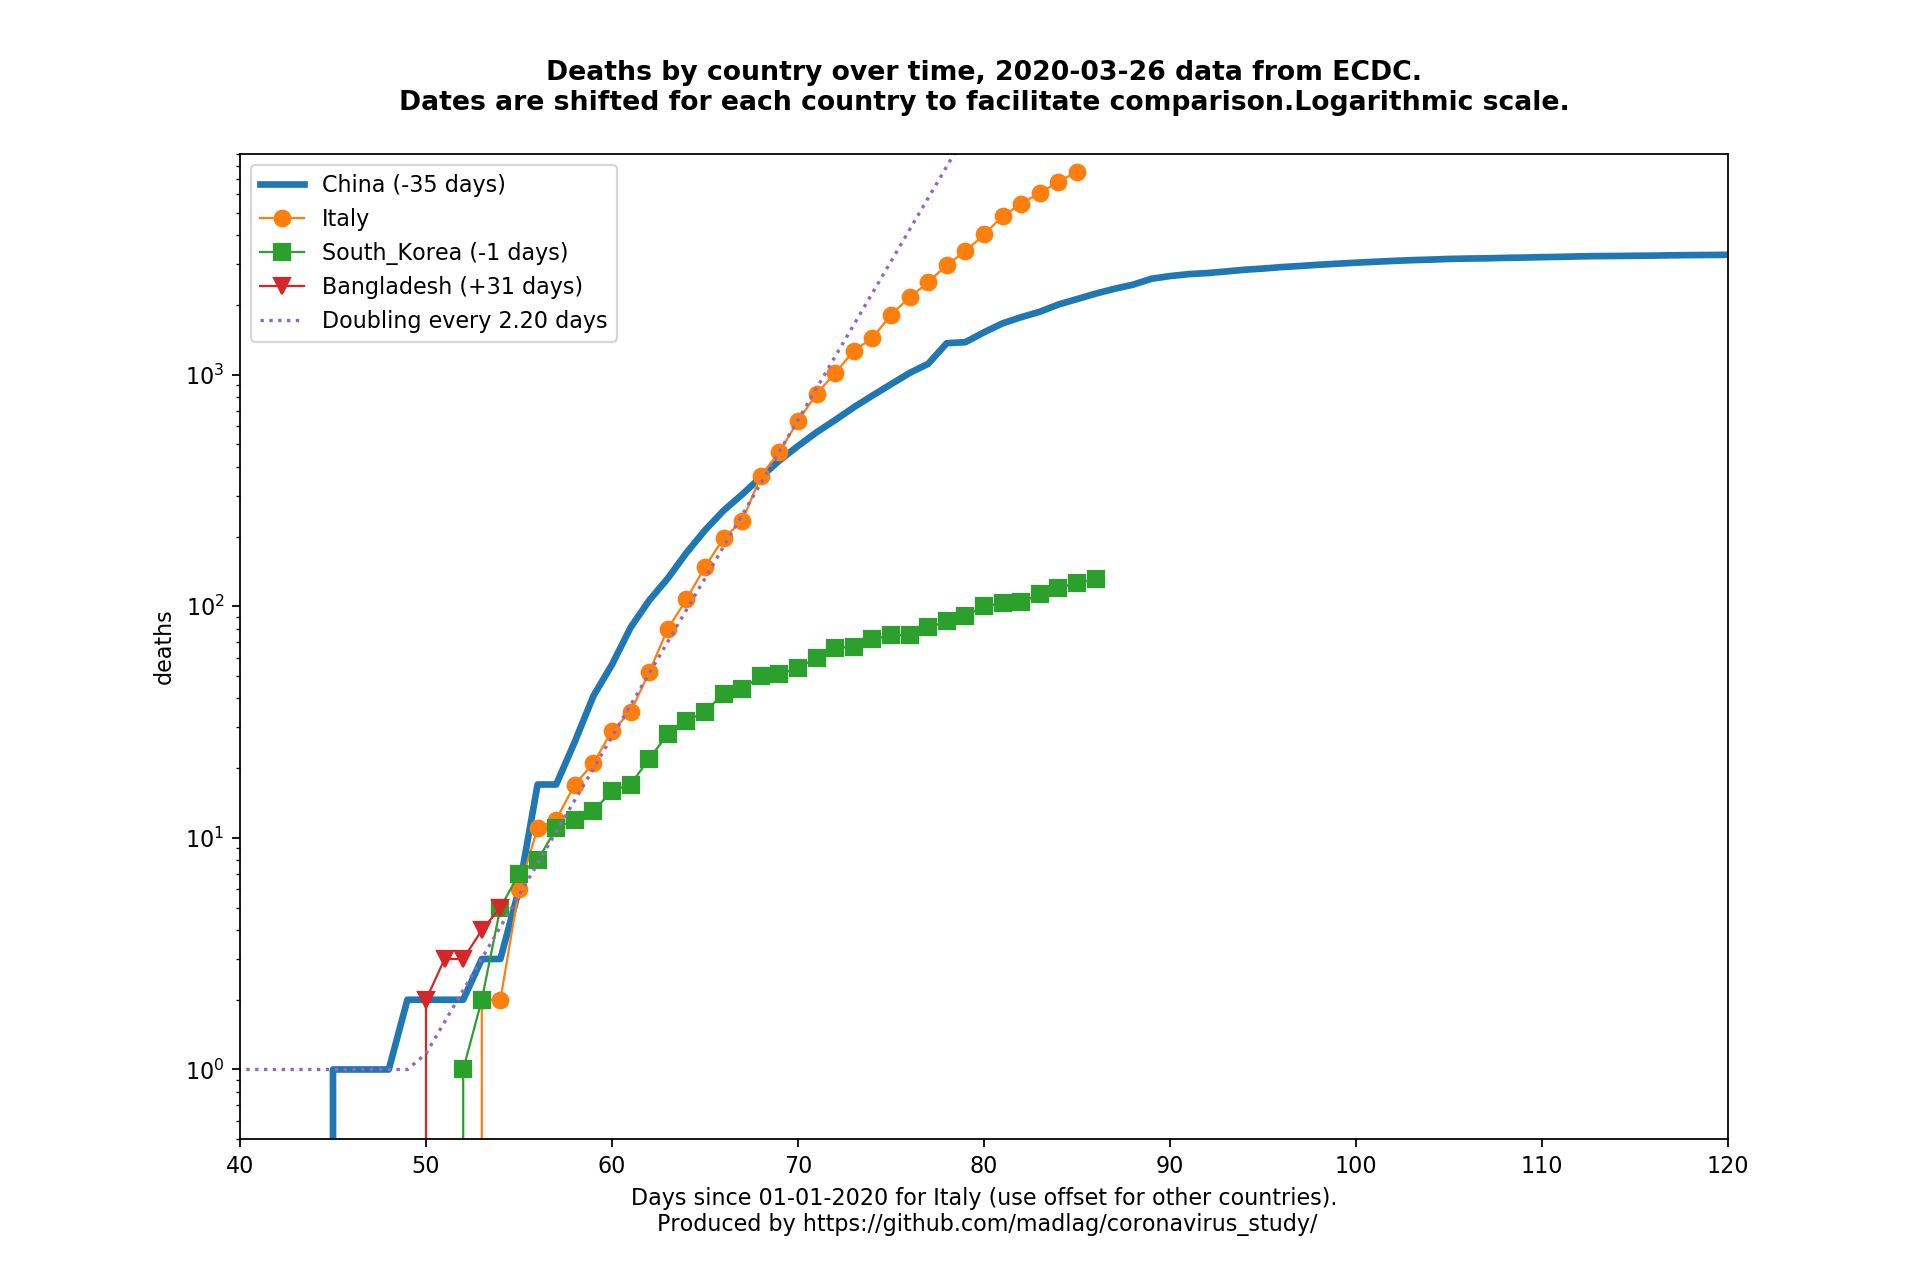 Deaths by country over time, 2020-03-26 data from ECDC.
Dates are shifted for each country to facilitate comparison.Logarithmic scale.
China (-35 days)
Italy
South_Korea (-1 days)
Bangladesh (+31 days)
Doubling every 2.20 days
10³
10²
10¹
10⁰
deaths
40 50 60 70 80 90 100 110 120
Days since 01-01-2020 for Italy (use offset for other countries).
Produced by https://github.com/madlag/coronavirus_study/